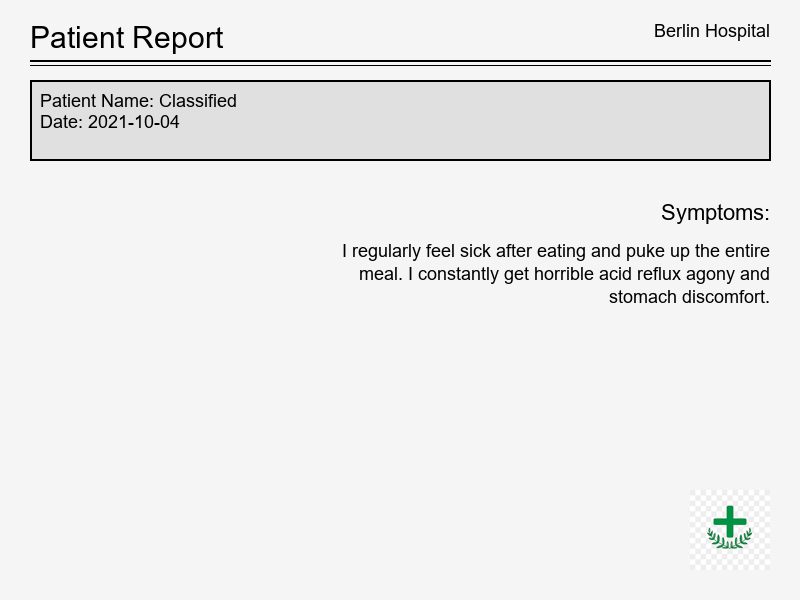 Patient Report
Berlin Hospital
Patient Name: Classified
Date: 2021-10-04
Symptoms:
I regularly feel sick after eating and puke up the entire
meal. I constantly get horrible acid reflux agony and
stomach discomfort.